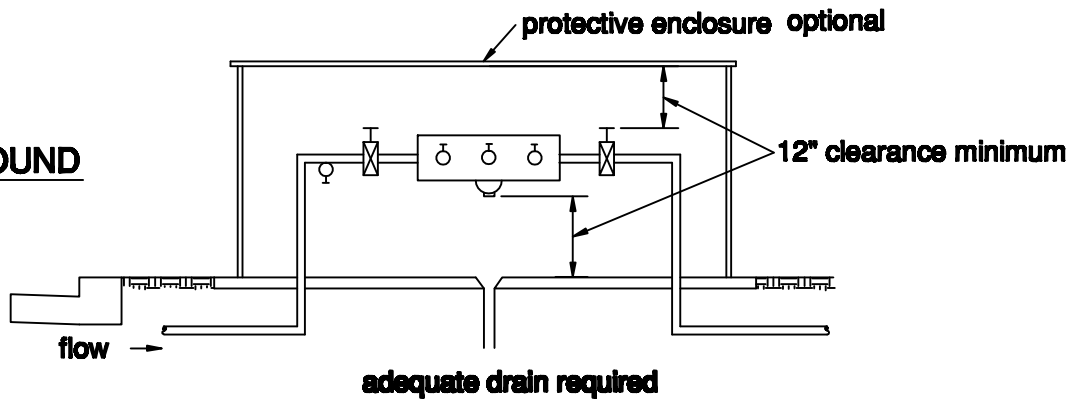 protective enclosure optional
OUND
12" clearance minimum
flow
adequate drain required